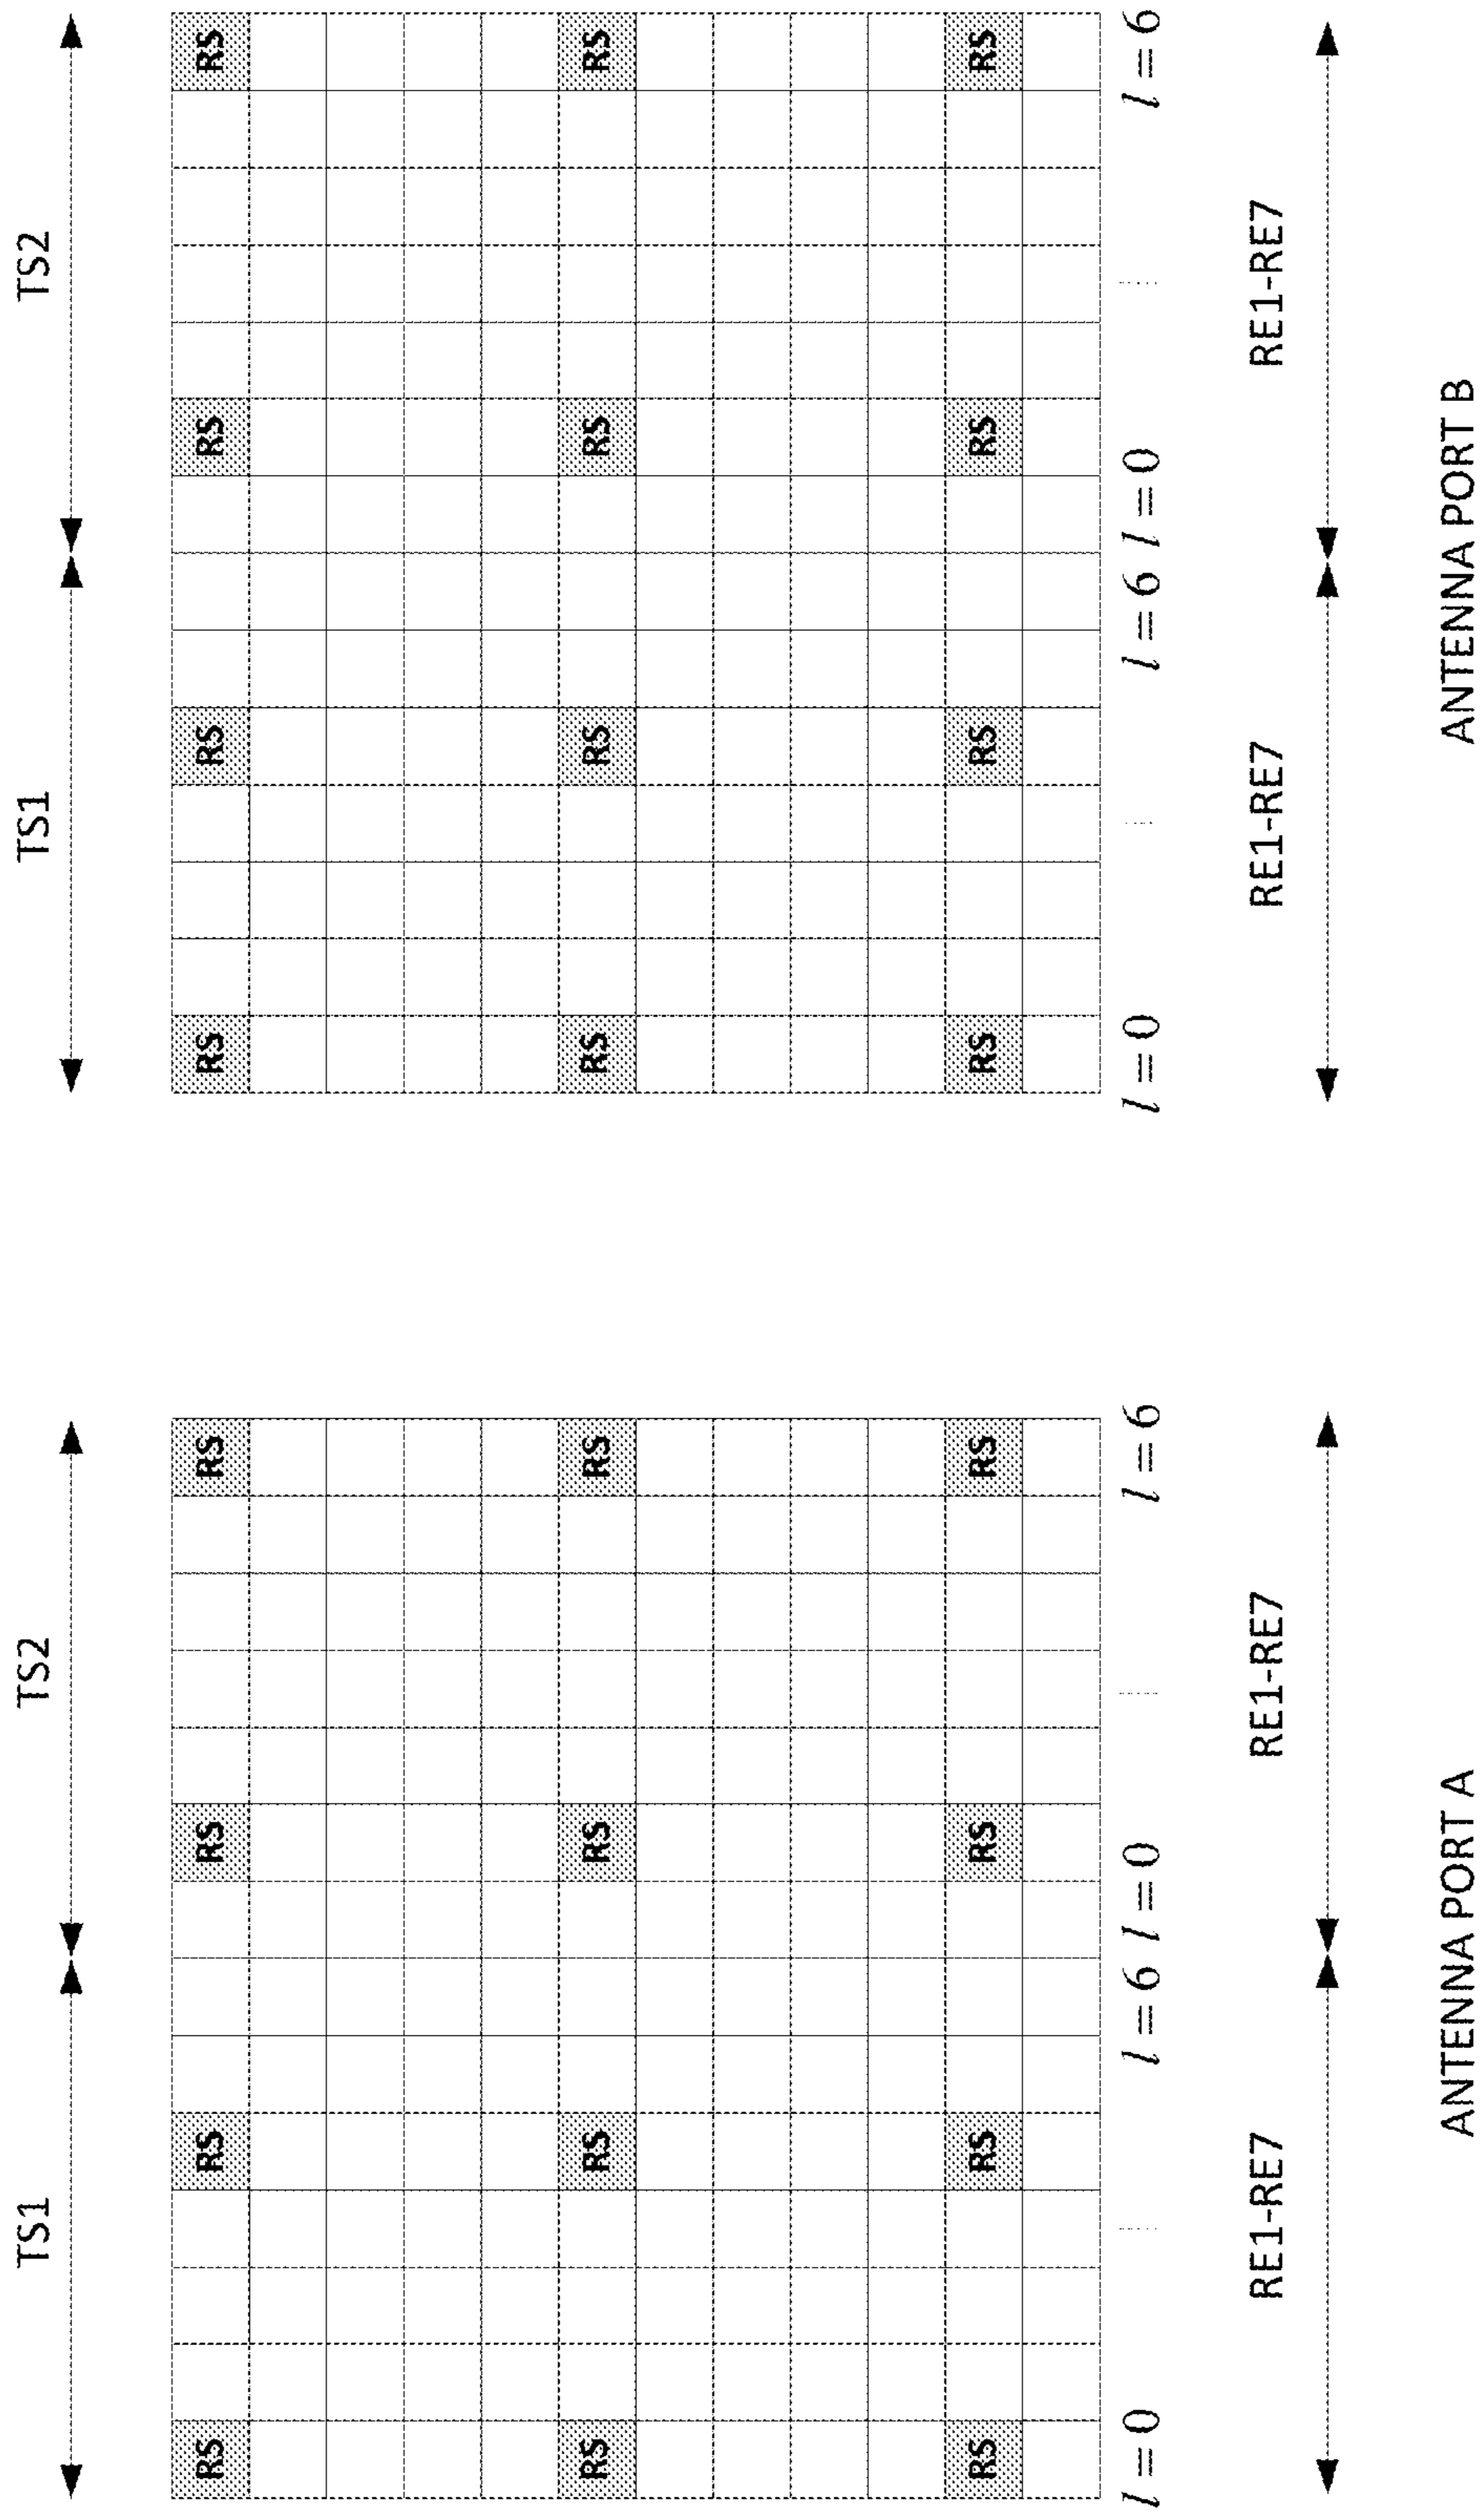 TS1 TS2 TS1 TS2
RS RS RS RS RS RS RS RS
RS RS RS RS RS RS RS RS
RS RS RS RS RS RS RS RS
l = 0 l = 6 l = 0 l = 6 l = 0 l = 6 l = 0 l = 6
RE1-RE7 RE1-RE7 RE1-RE7 RE1-RE7
ANTENNA PORT A ANTENNA PORT B